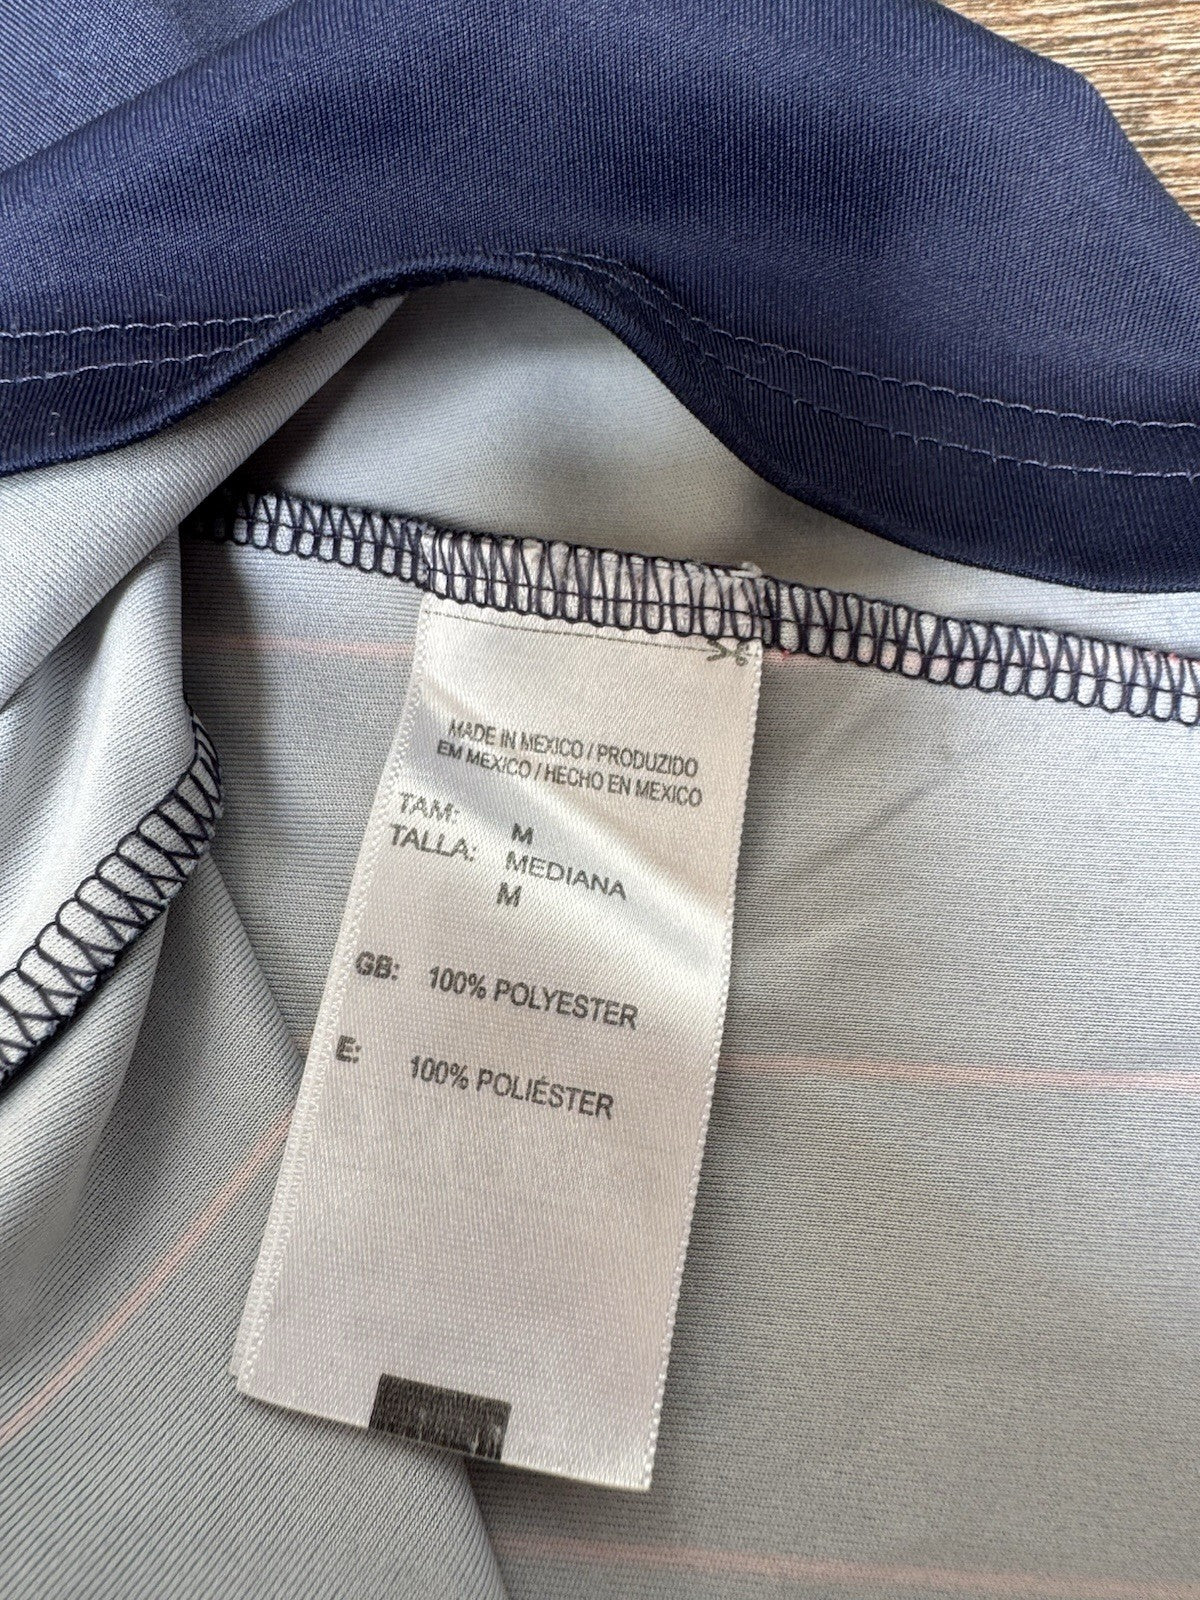 MADE IN MEXICO / PRODUZIDO
EM MEXICO / HECHO EN MEXICO
TAM: M
TALLA: MEDIANA
M
GB: 100% POLYESTER
E: 100% POLIÉSTER